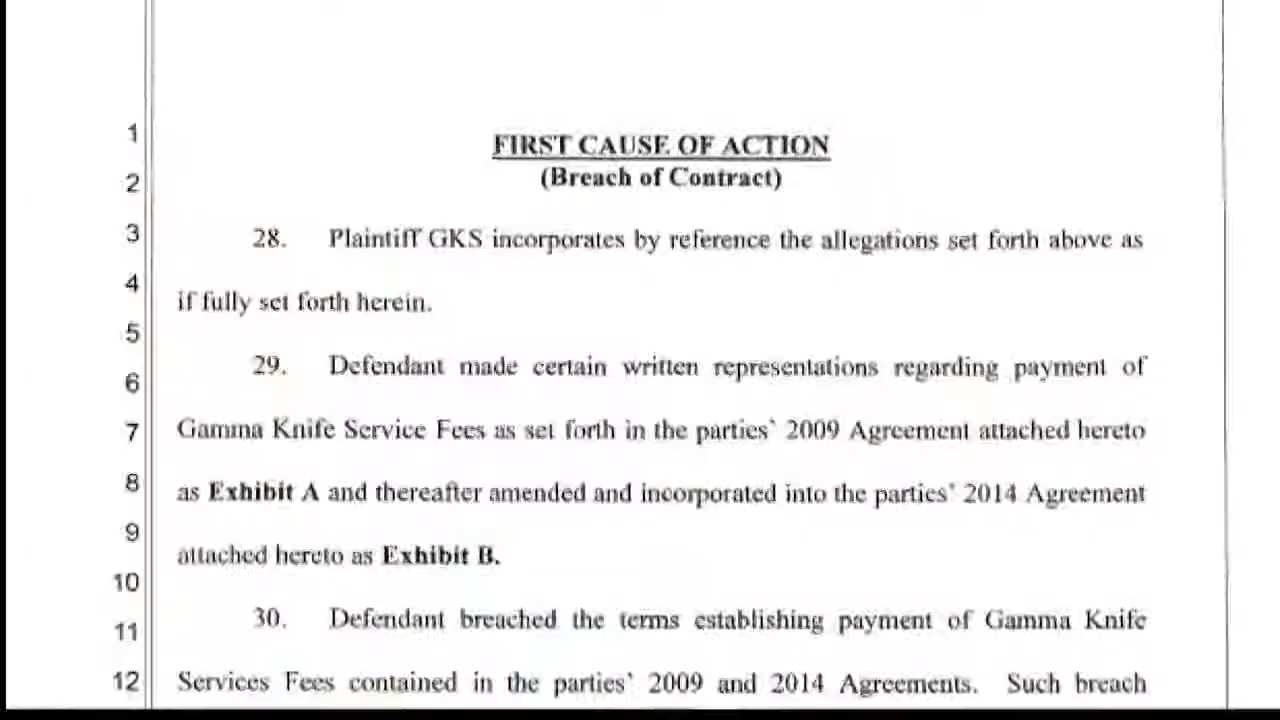 1
FIRST CAUSE OF ACTION
2
(Breach of Contract)
3
28. Plaintiff GKS incorporates by reference the allegations set forth above as
4
if fully set forth herein.
5
29. Defendant made certain written representations regarding payment of
6
7
Gamma Knife Service Fees as set forth in the parties' 2009 Agreement attached hereto
8
as Exhibit A and thereafter amended and incorporated into the parties' 2014 Agreement
9
attached hereto as Exhibit B.
10
30. Defendant breached the terms establishing payment of Gamma Knife
11
12
Services Fees contained in the parties' 2009 and 2014 Agreements. Such breach